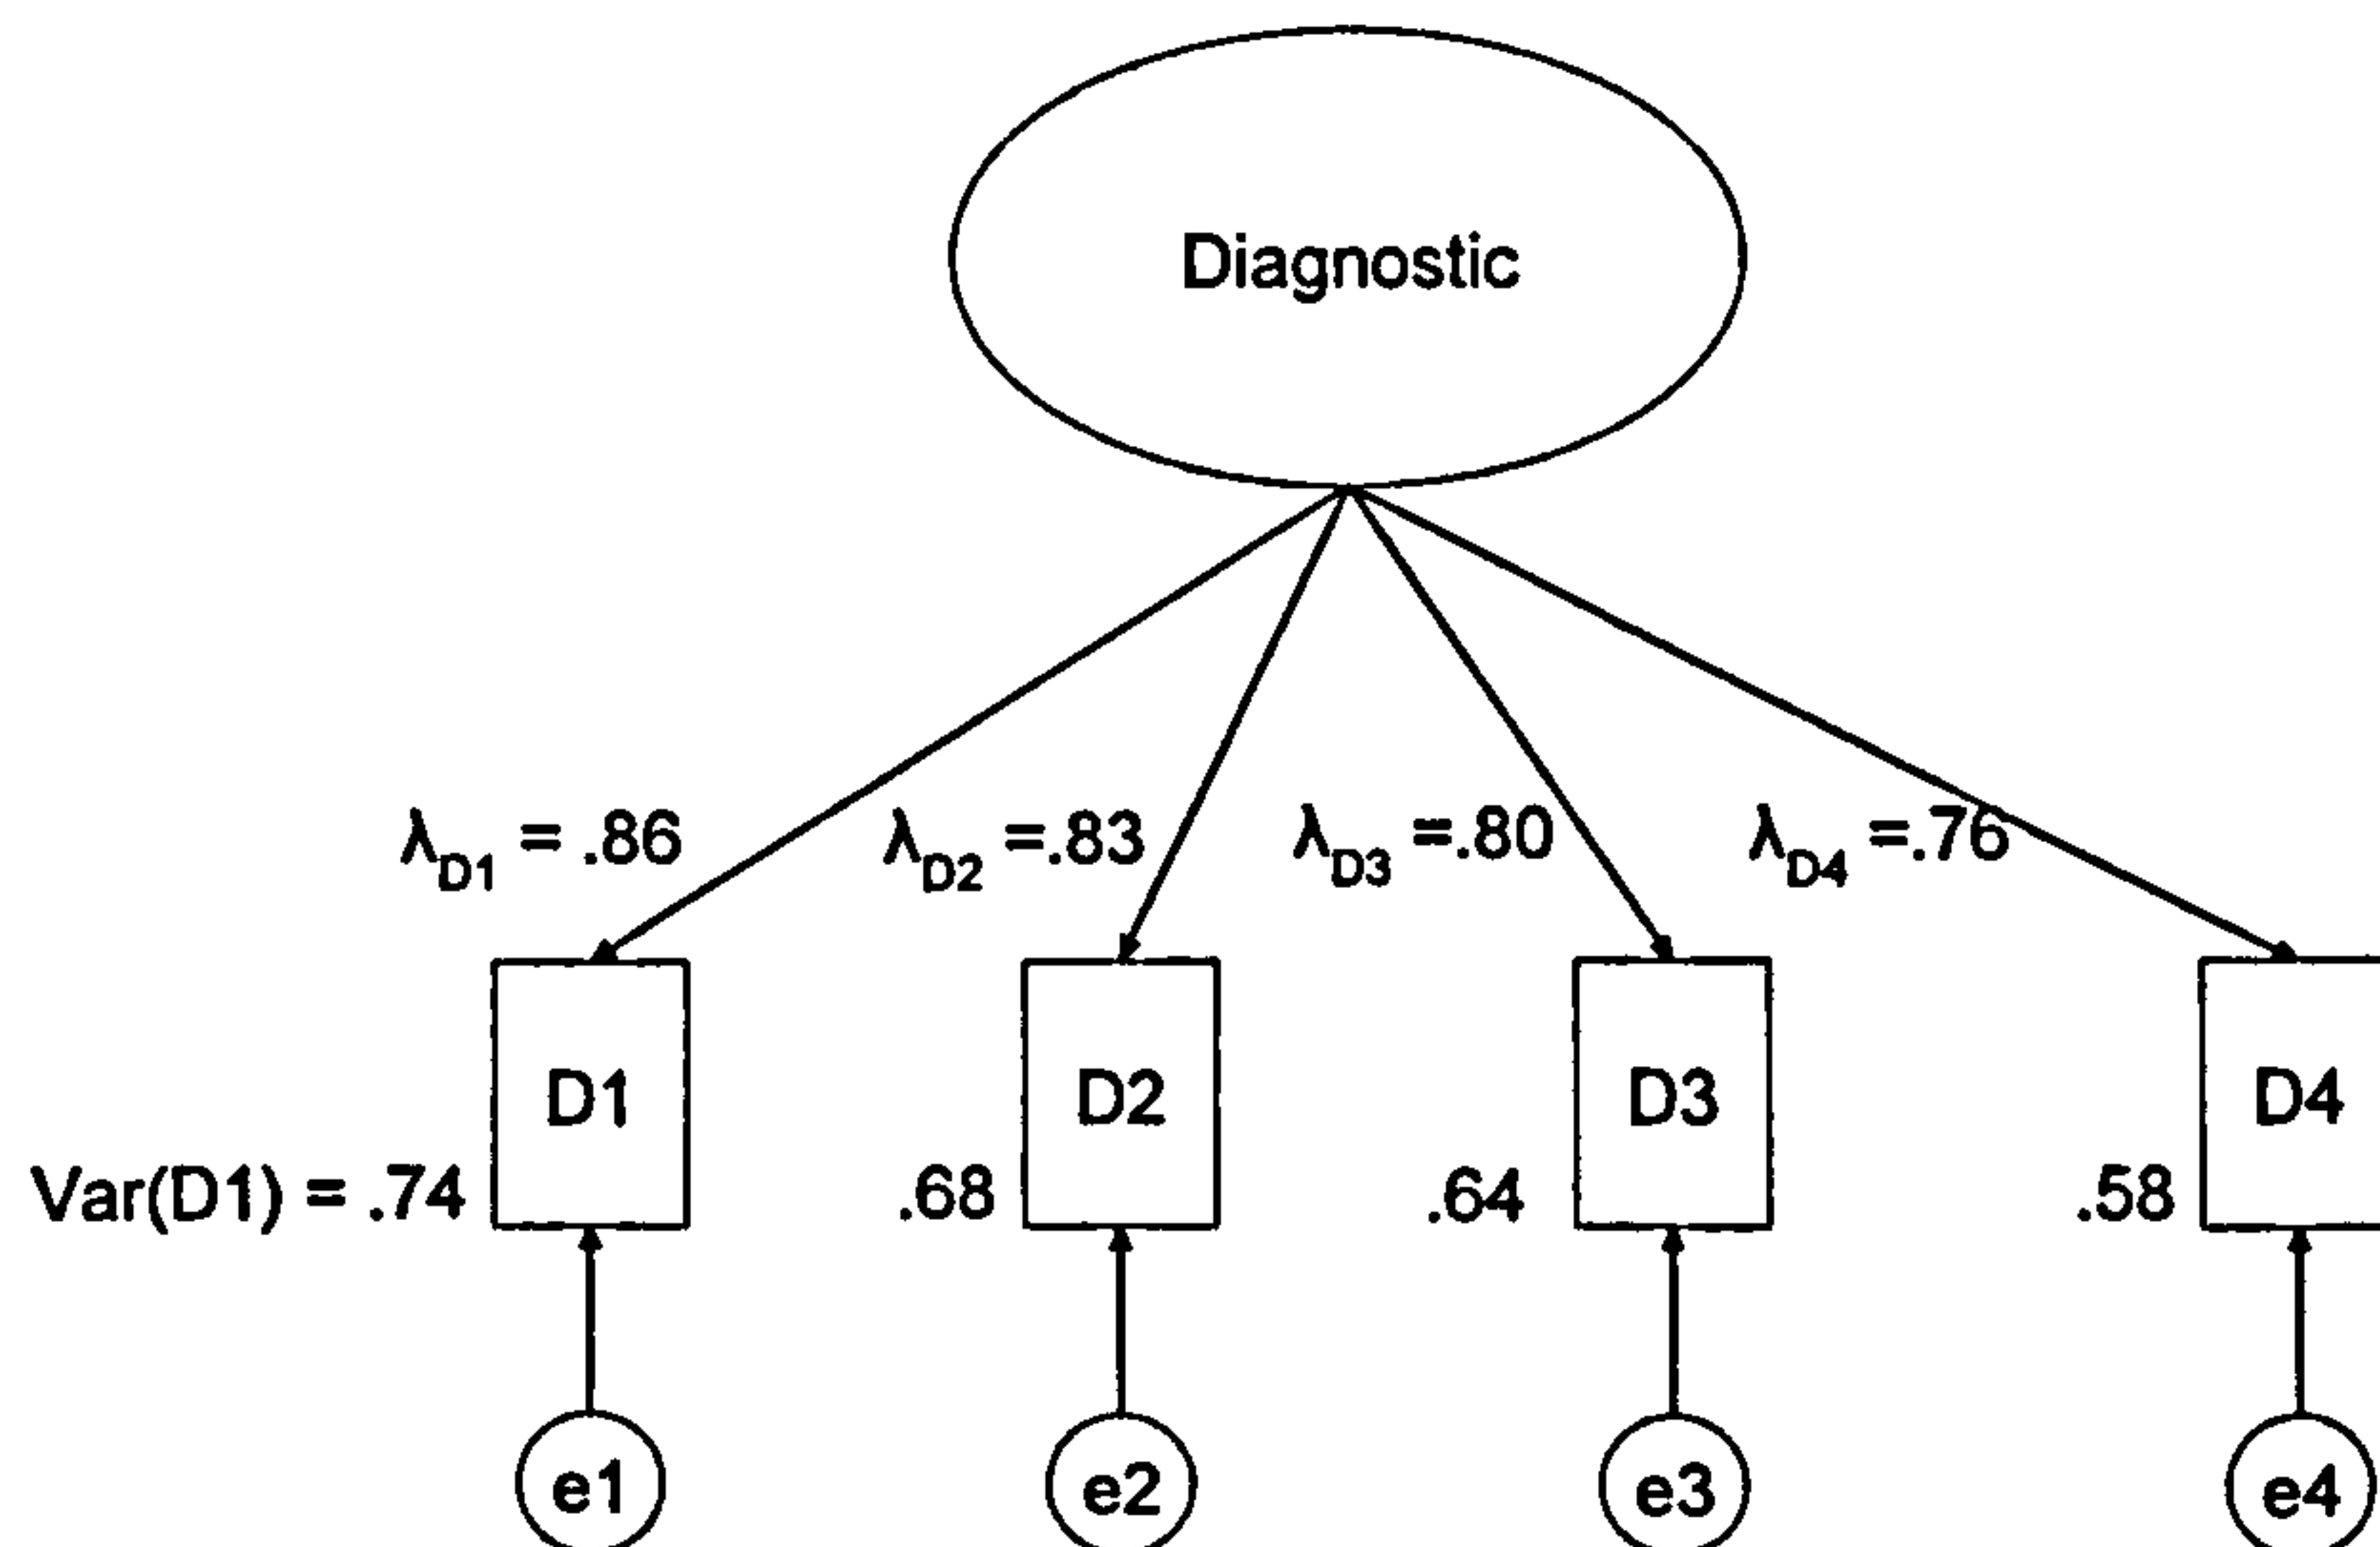 Diagnostic
λD1 = .86 λD2 =.83 λD3 =.80 λD4 =.76
D1 D2 D3 D4
Var(D1) = .74 .68 .64 .58
e1 e2 e3 e4